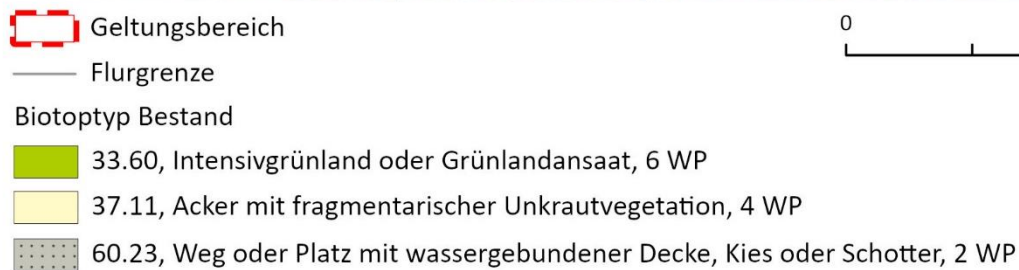 Geltungsbereich
0
Flurgrenze
Biotoptyp Bestand
33.60, Intensivgrünland oder Grünlandansaat, 6 WP
37.11, Acker mit fragmentarischer Unkrautvegetation, 4 WP
60.23, Weg oder Platz mit wassergebundener Decke, Kies oder Schotter, 2 WP